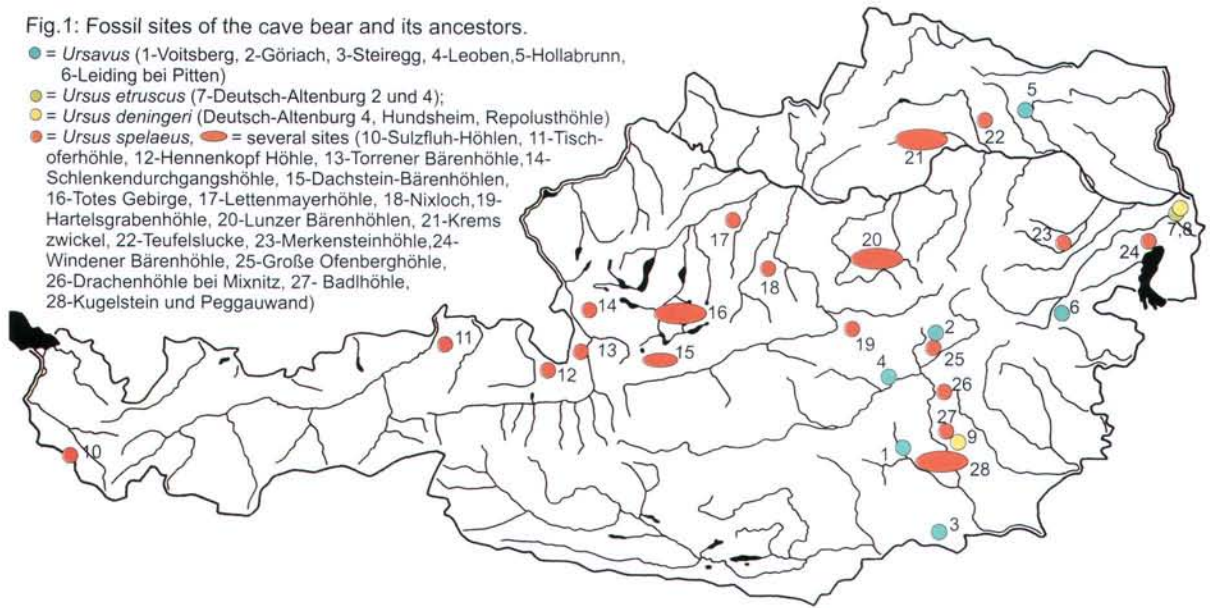 Fig.1: Fossil sites of the cave bear and its ancestors.
= Ursavus (1-Voitsberg, 2-Göriach, 3-Steiregg, 4-Leoben,5-Hollabrunn,
6-Leiding bei Pitten)
= Ursus etruscus (7-Deutsch-Altenburg 2 und 4);
= Ursus deningeri (Deutsch-Altenburg 4, Hundsheim, Repolusthöhle)
= Ursus spelaeus, = several sites (10-Sulzfluh-Höhlen, 11-Tisch-
oferhöhle, 12-Hennenkopf Höhle, 13-Torrener Bärenhöhle,14-
Schlenkendurchgangshöhle, 15-Dachstein-Bärenhöhlen,
16-Totes Gebirge, 17-Lettenmayerhöhle, 18-Nixloch,19-
Hartelsgrabenhöhle, 20-Lunzer Bärenhöhlen, 21-Krems
zwickel, 22-Teufelslucke, 23-Merkensteinhöhle,24-
Windener Bärenhöhle, 25-Große Ofenberghöhle,
26-Drachenhöhle bei Mixnitz, 27- Badlhöhle,
28-Kugelstein und Peggauwand)
5
22
21
7,8
23
24
17
20
18
6
14
16
2
19
25
11
13
15
12
4
26
27
9
10
1
28
3